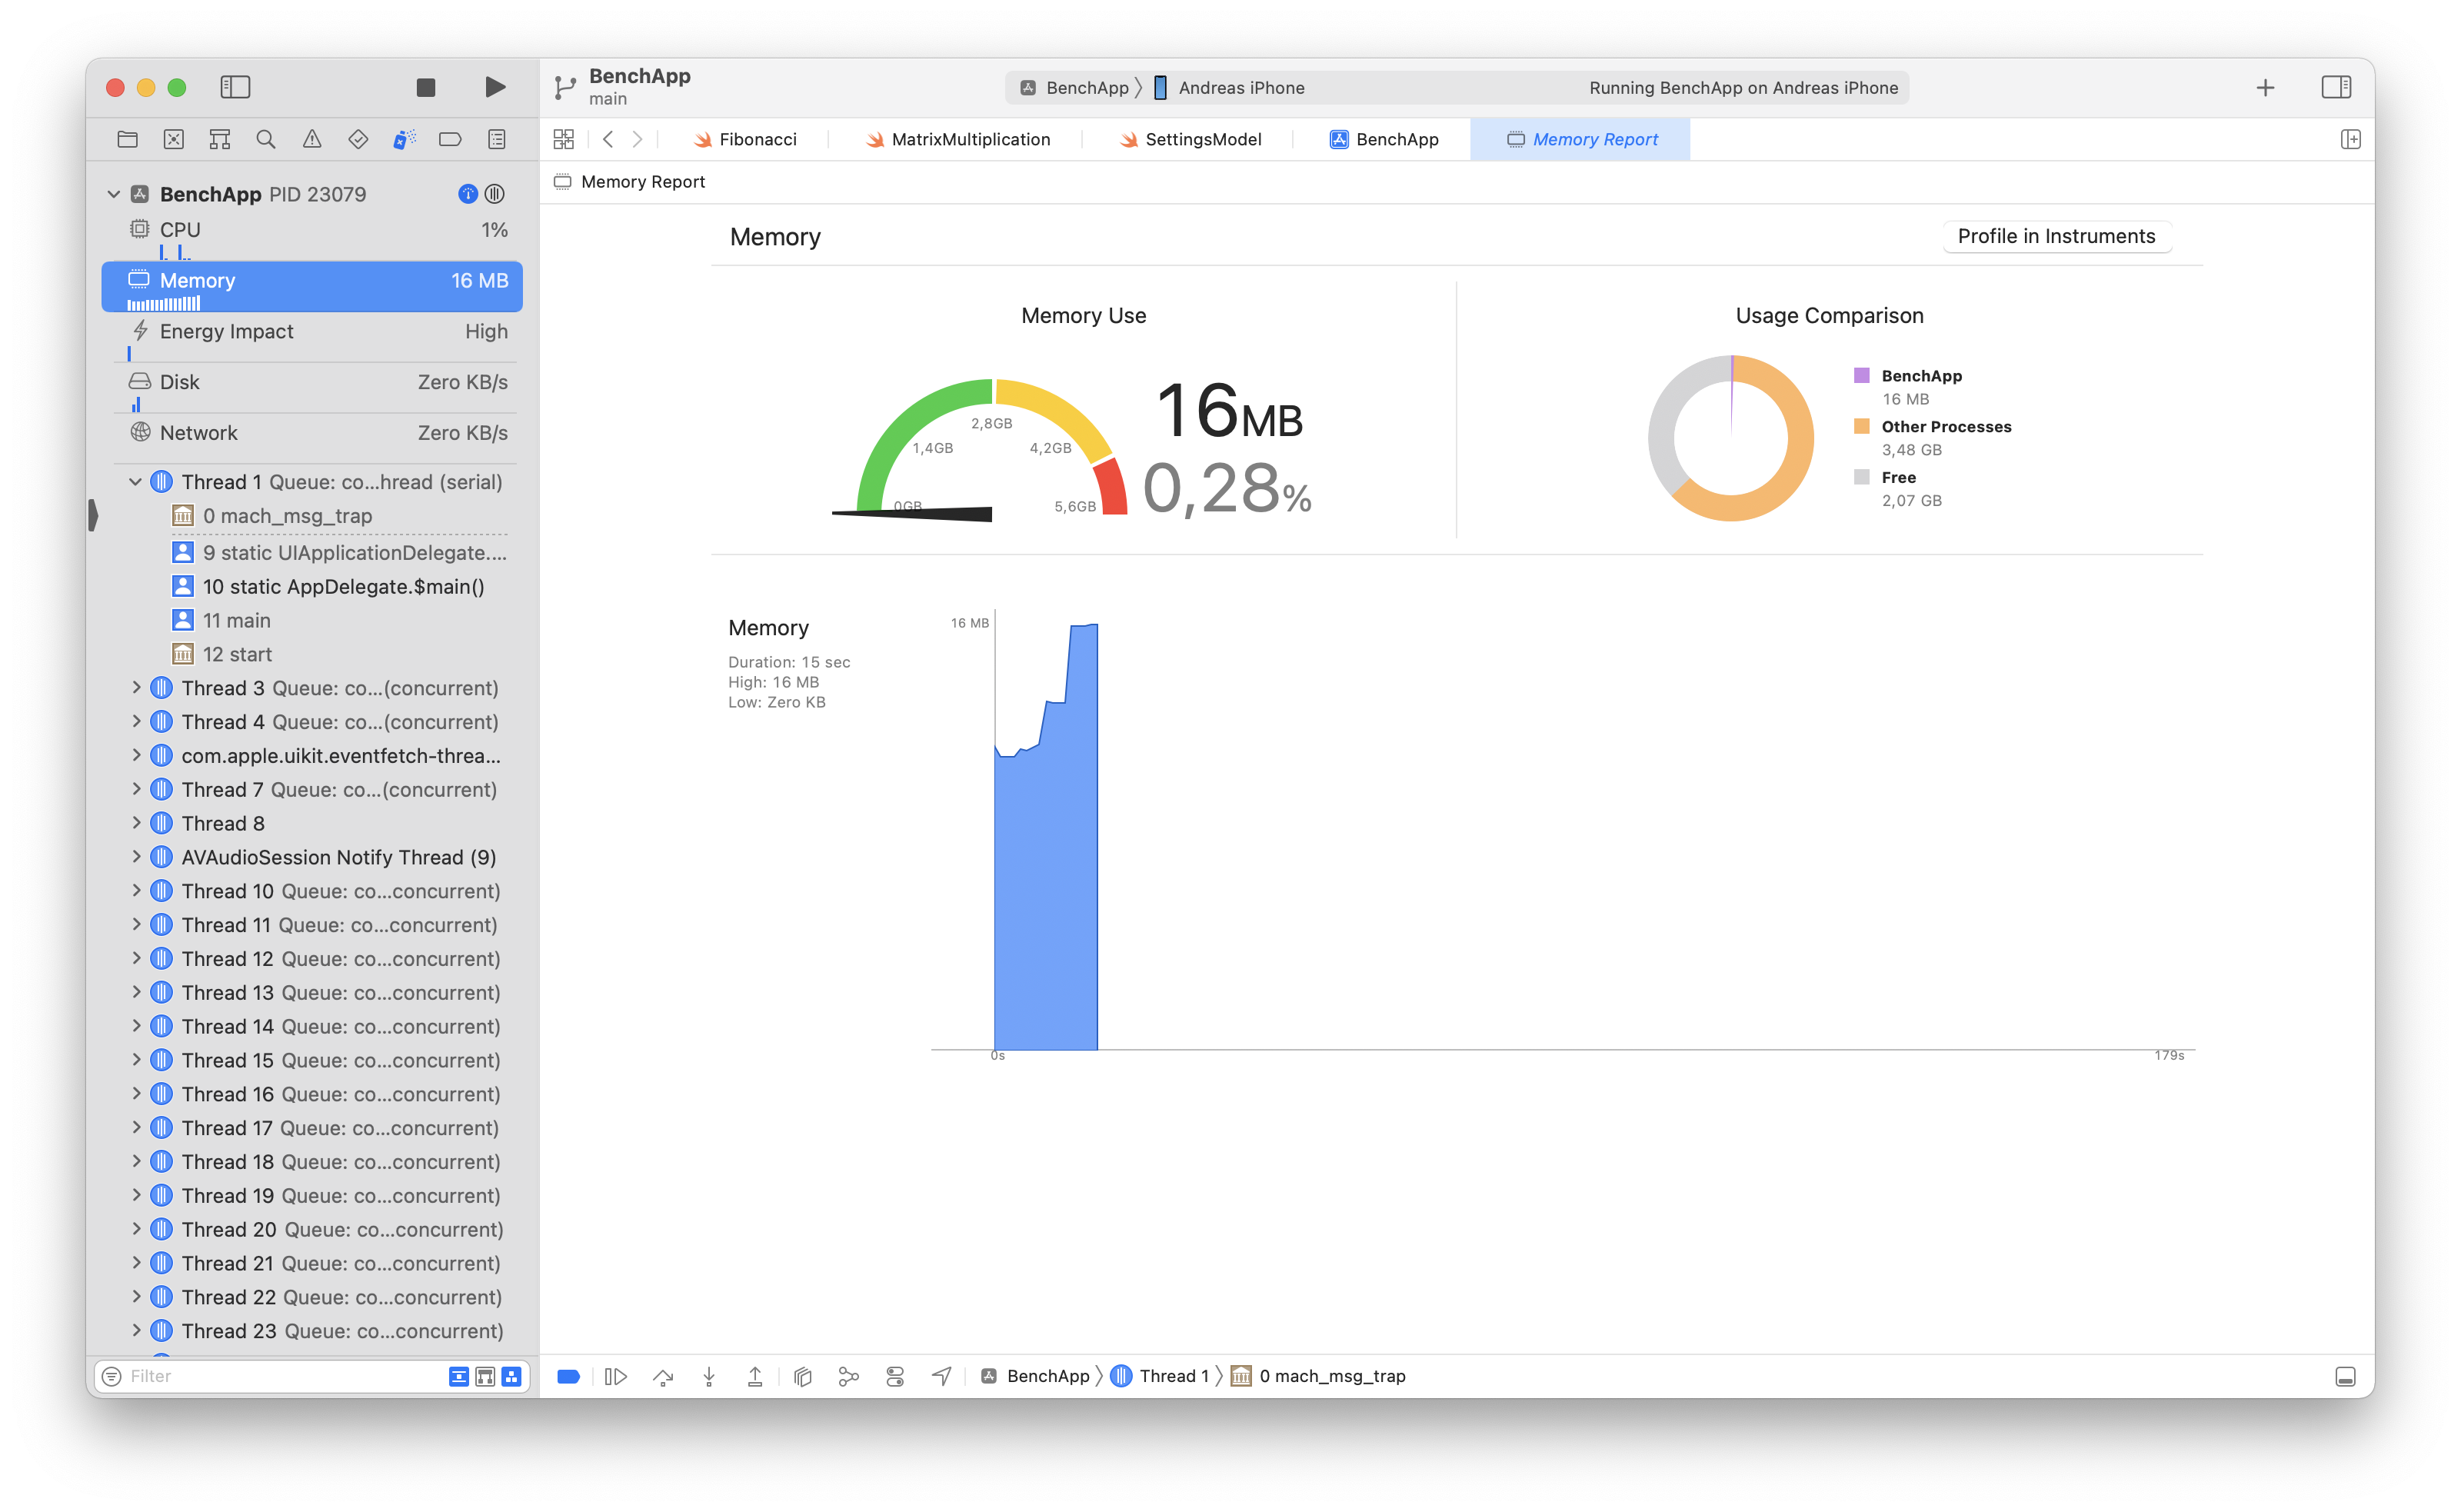 BenchApp
main
BenchApp
Andreas iPhone
Running BenchApp on Andreas iPhone
Fibonacci
MatrixMultiplication
SettingsModel
BenchApp
Memory Report
Memory Report
BenchApp PID 23079
CPU 1%
Memory 16 MB
Energy Impact High
Disk Zero KB/s
Network Zero KB/s
Thread 1 Queue: co...hread (serial)
0 mach_msg_trap
9 static UIApplicationDelegate....
10 static AppDelegate.$main()
11 main
12 start
Thread 3 Queue: co...(concurrent)
Thread 4 Queue: co...(concurrent)
com.apple.uikit.eventfetch-threa...
Thread 7 Queue: co...(concurrent)
Thread 8
AVAudioSession Notify Thread (9)
Thread 10 Queue: co...concurrent)
Thread 11 Queue: co...concurrent)
Thread 12 Queue: co...concurrent)
Thread 13 Queue: co...concurrent)
Thread 14 Queue: co...concurrent)
Thread 15 Queue: co...concurrent)
Thread 16 Queue: co...concurrent)
Thread 17 Queue: co...concurrent)
Thread 18 Queue: co...concurrent)
Thread 19 Queue: co...concurrent)
Thread 20 Queue: co...concurrent)
Thread 21 Queue: co...concurrent)
Thread 22 Queue: co...concurrent)
Thread 23 Queue: co...concurrent)
Filter
Memory
Profile in Instruments
Memory Use
0GB
1,4GB
2,8GB
4,2GB
5,6GB
16MB
0,28%
Usage Comparison
BenchApp
16 MB
Other Processes
3,48 GB
Free
2,07 GB
Memory
Duration: 15 sec
High: 16 MB
Low: Zero KB
16 MB
0s
179s
BenchApp
Thread 1
0 mach_msg_trap